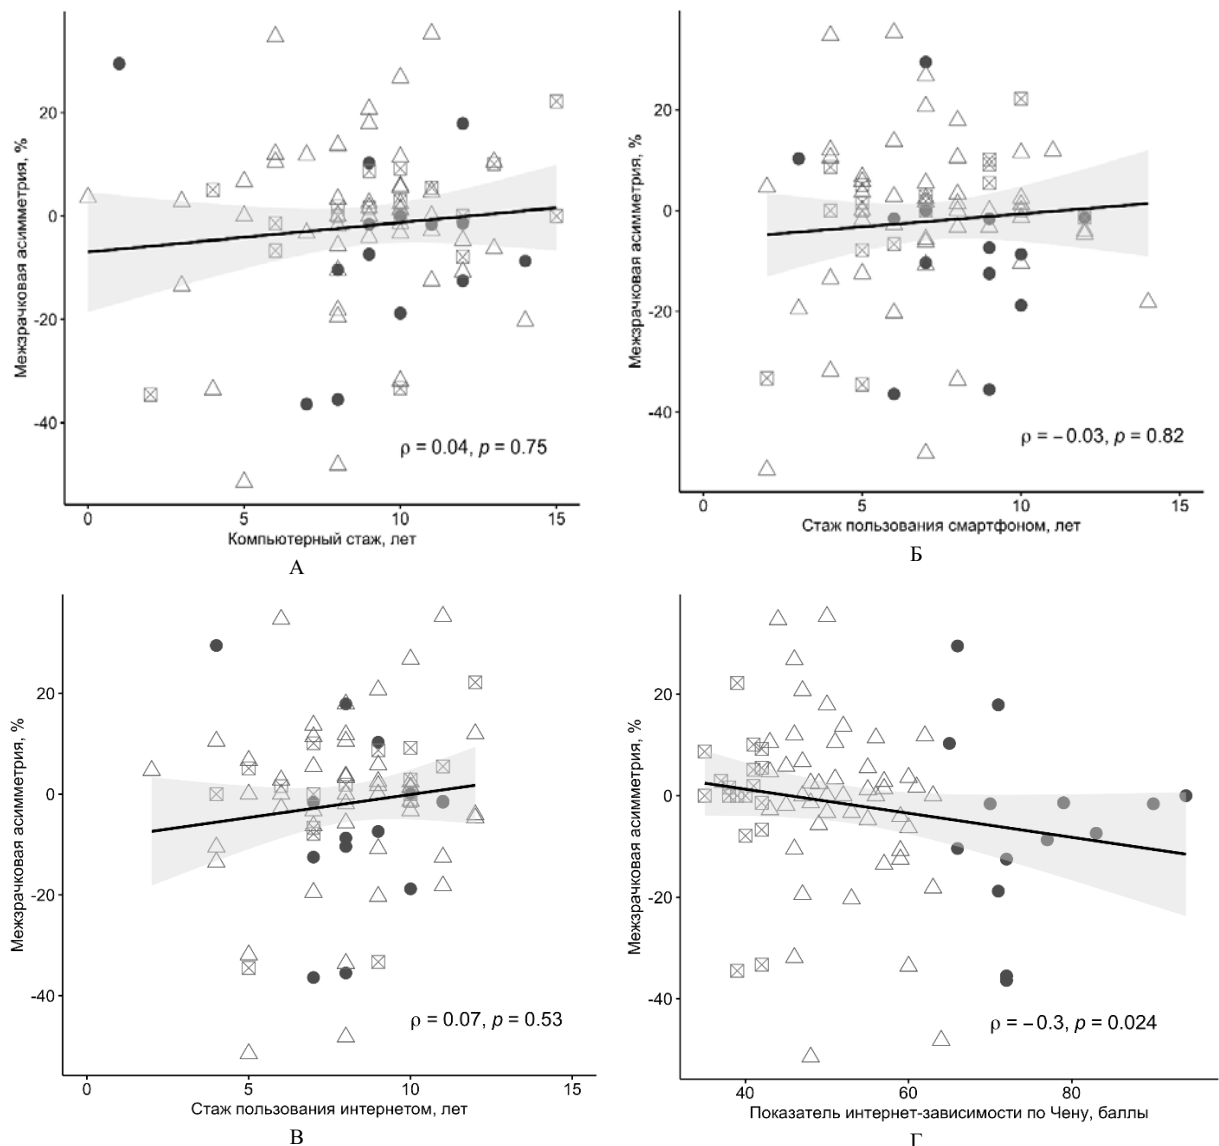 Межзрачковая асимметрия, %
20
0
-20
-40
ρ = 0.04, p = 0.75
0 5 10 15
Компьютерный стаж, лет
А
Межзрачковая асимметрия, %
20
0
-20
-40
ρ = −0.03, p = 0.82
0 5 10 15
Стаж пользования смартфоном, лет
Б
Межзрачковая асимметрия, %
20
0
-20
-40
ρ = 0.07, p = 0.53
0 5 10 15
Стаж пользования интернетом, лет
В
Межзрачковая асимметрия, %
20
0
-20
-40
ρ = −0.3, p = 0.024
40 60 80
Показатель интернет-зависимости по Чену, баллы
Г